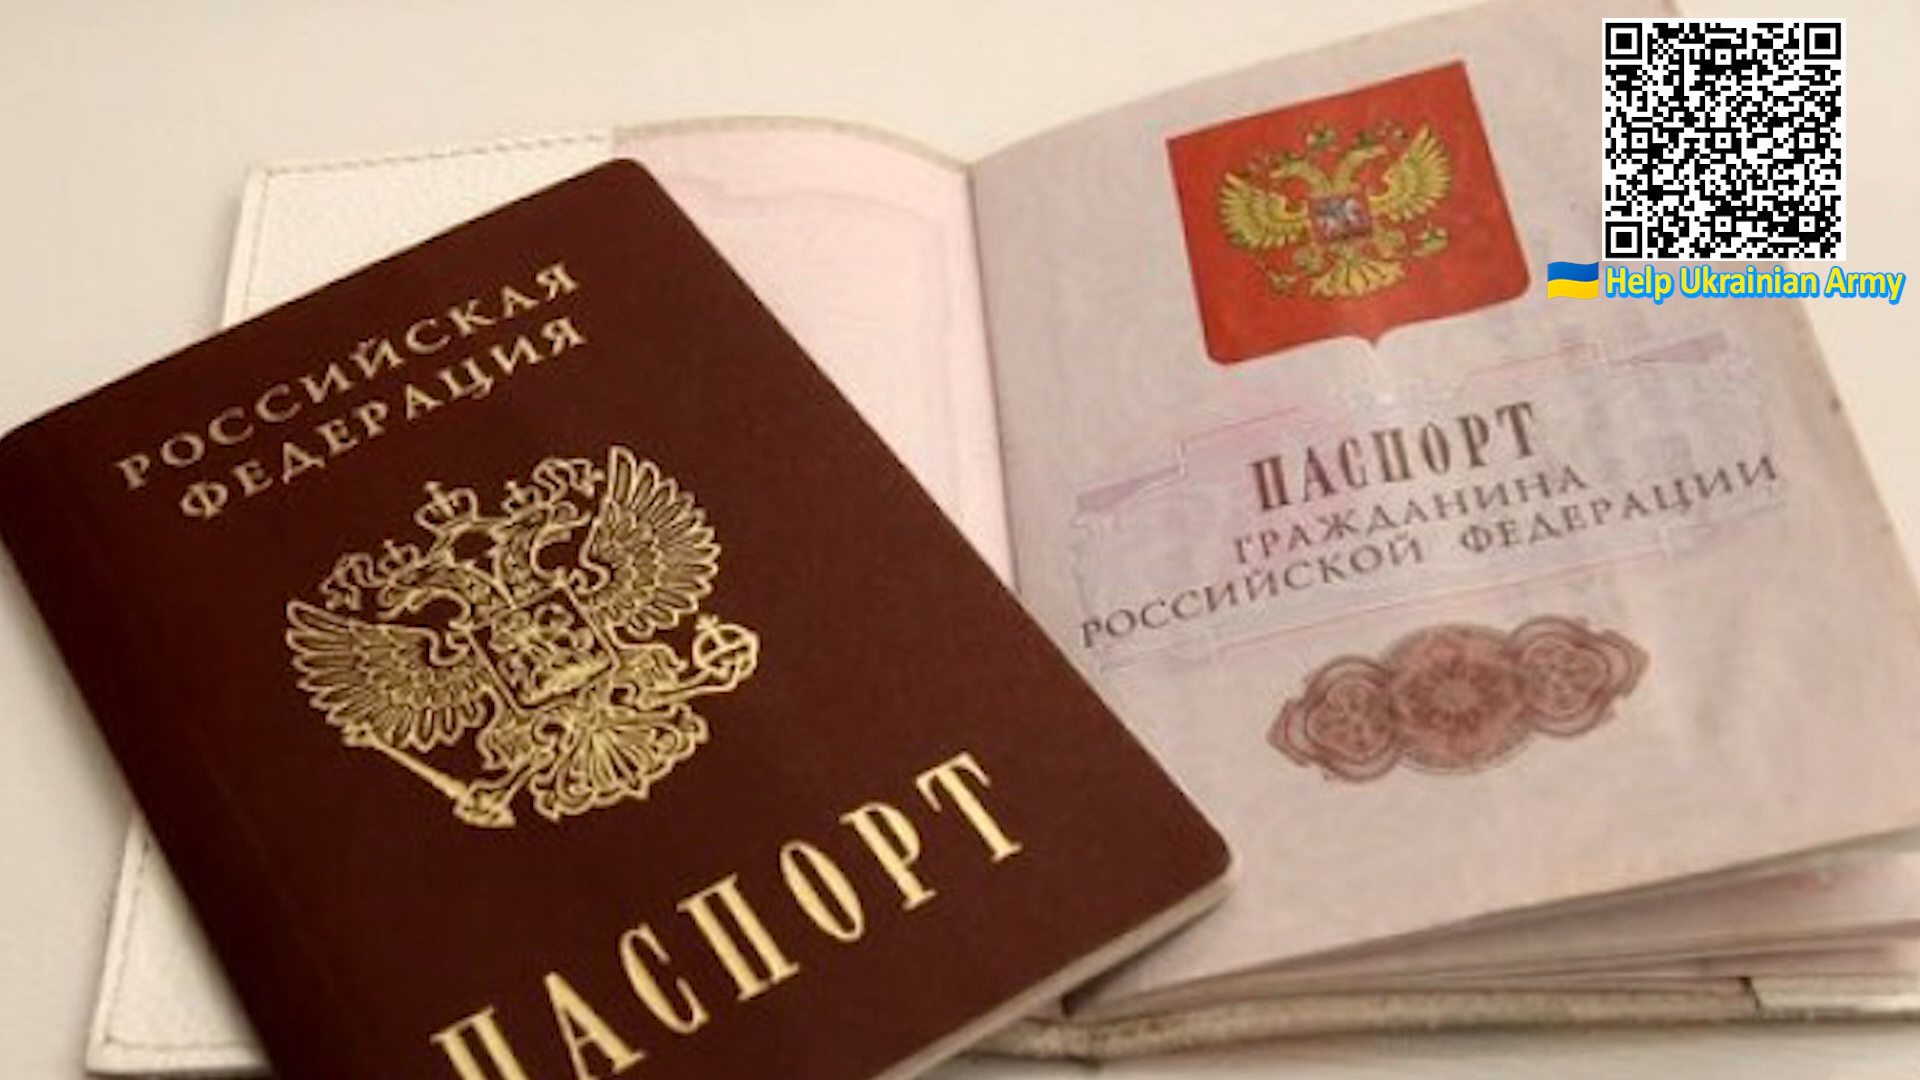 РОССИЙСКАЯ
ФЕДЕРАЦИЯ
ПАСПОРТ
ПАСПОРТ
ГРАЖДАНИНА
РОССИЙСКОЙ ФЕДЕРАЦИИ
Help Ukrainian Army